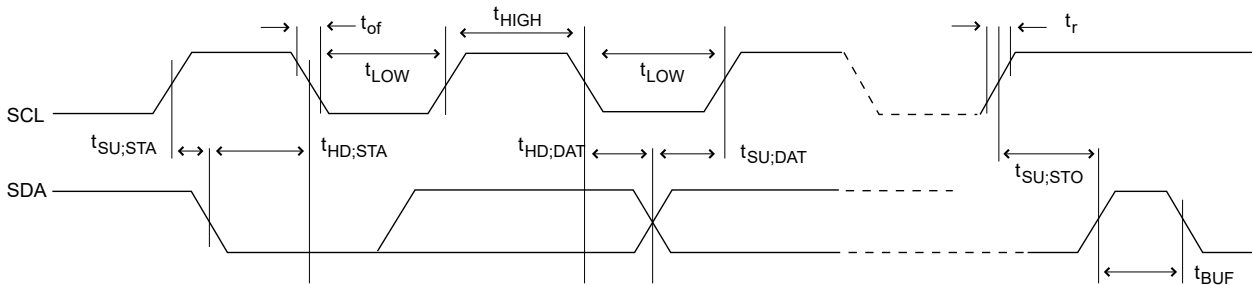 t_of
t_HIGH
t_r
t_LOW
t_LOW
SCL
t_SU;STA
t_HD;STA
t_HD;DAT
t_SU;DAT
t_SU;STO
SDA
t_BUF